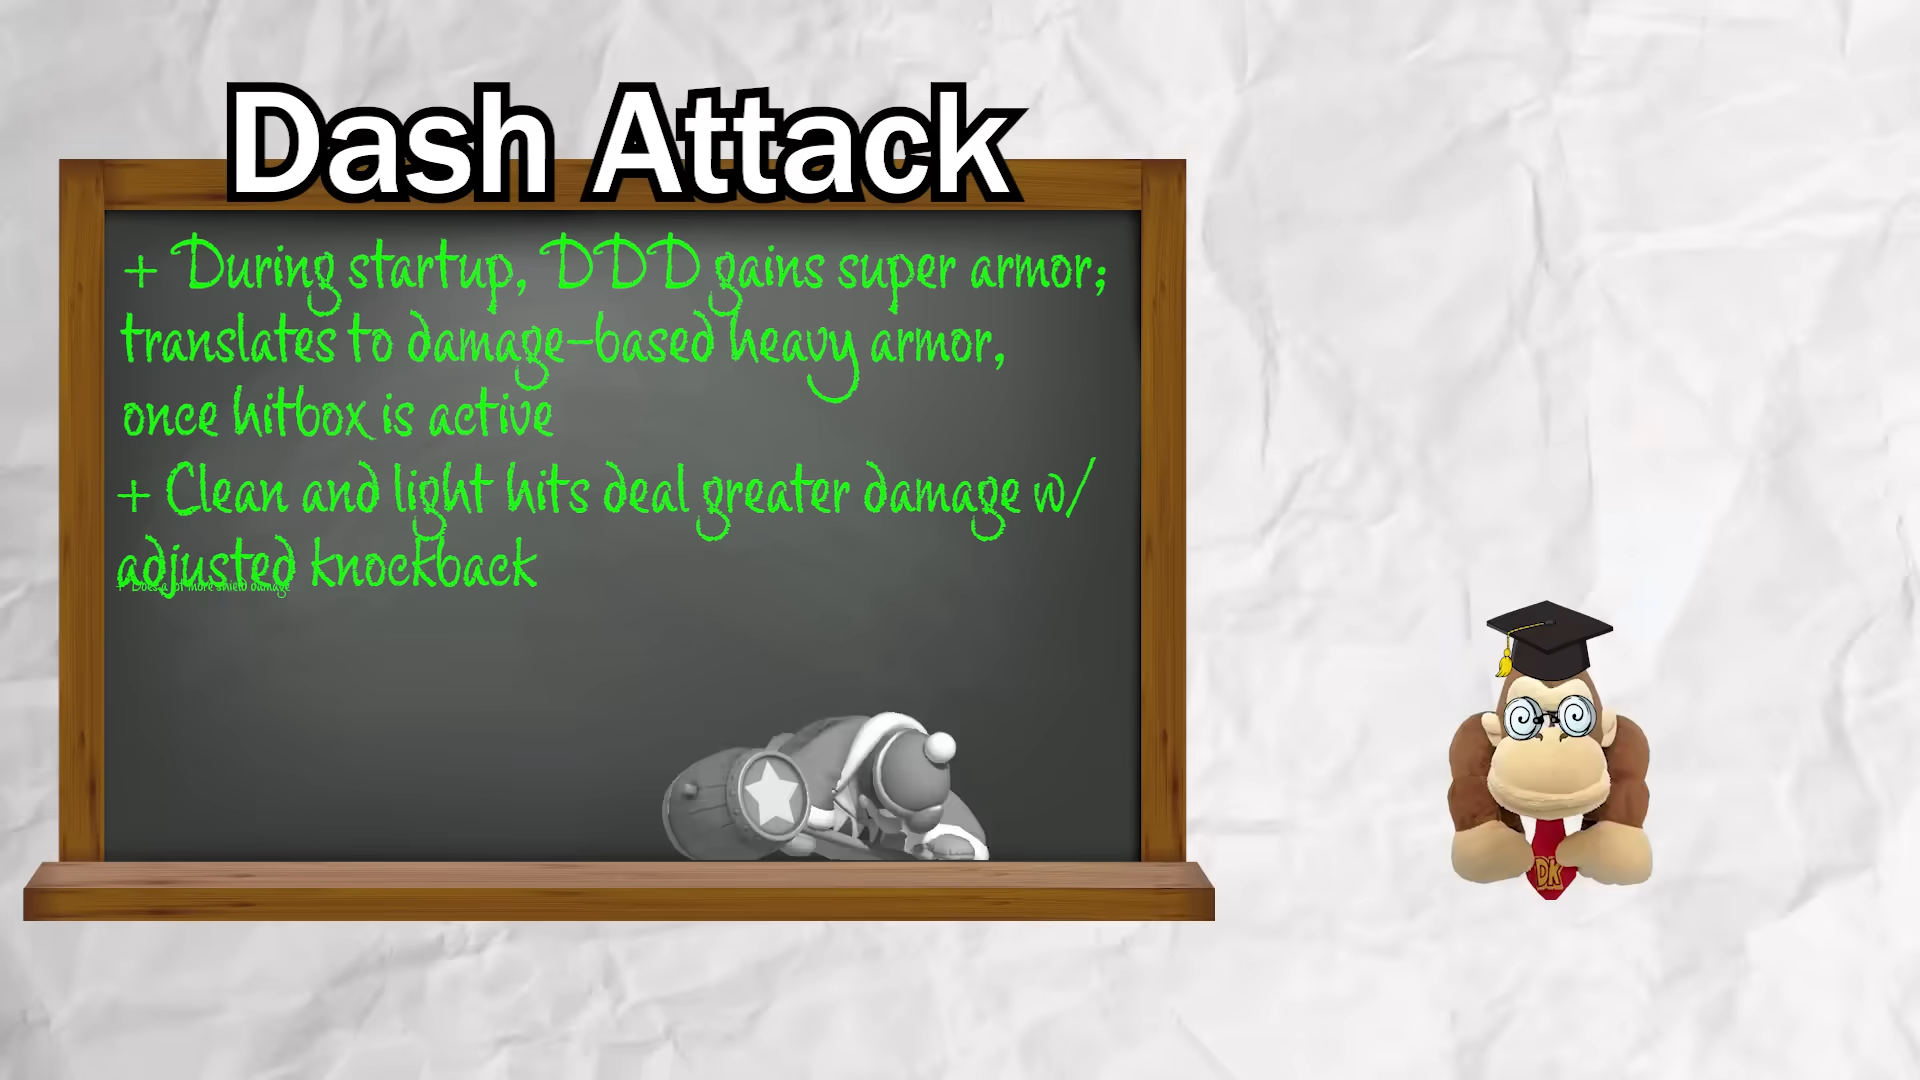 Dash Attack
+ During startup, DDD gains super armor;
translates to damage-based heavy armor,
once hitbox is active
+ Clean and light hits deal greater damage w/
adjusted knockback
+ Does a lot more shield damage
DK